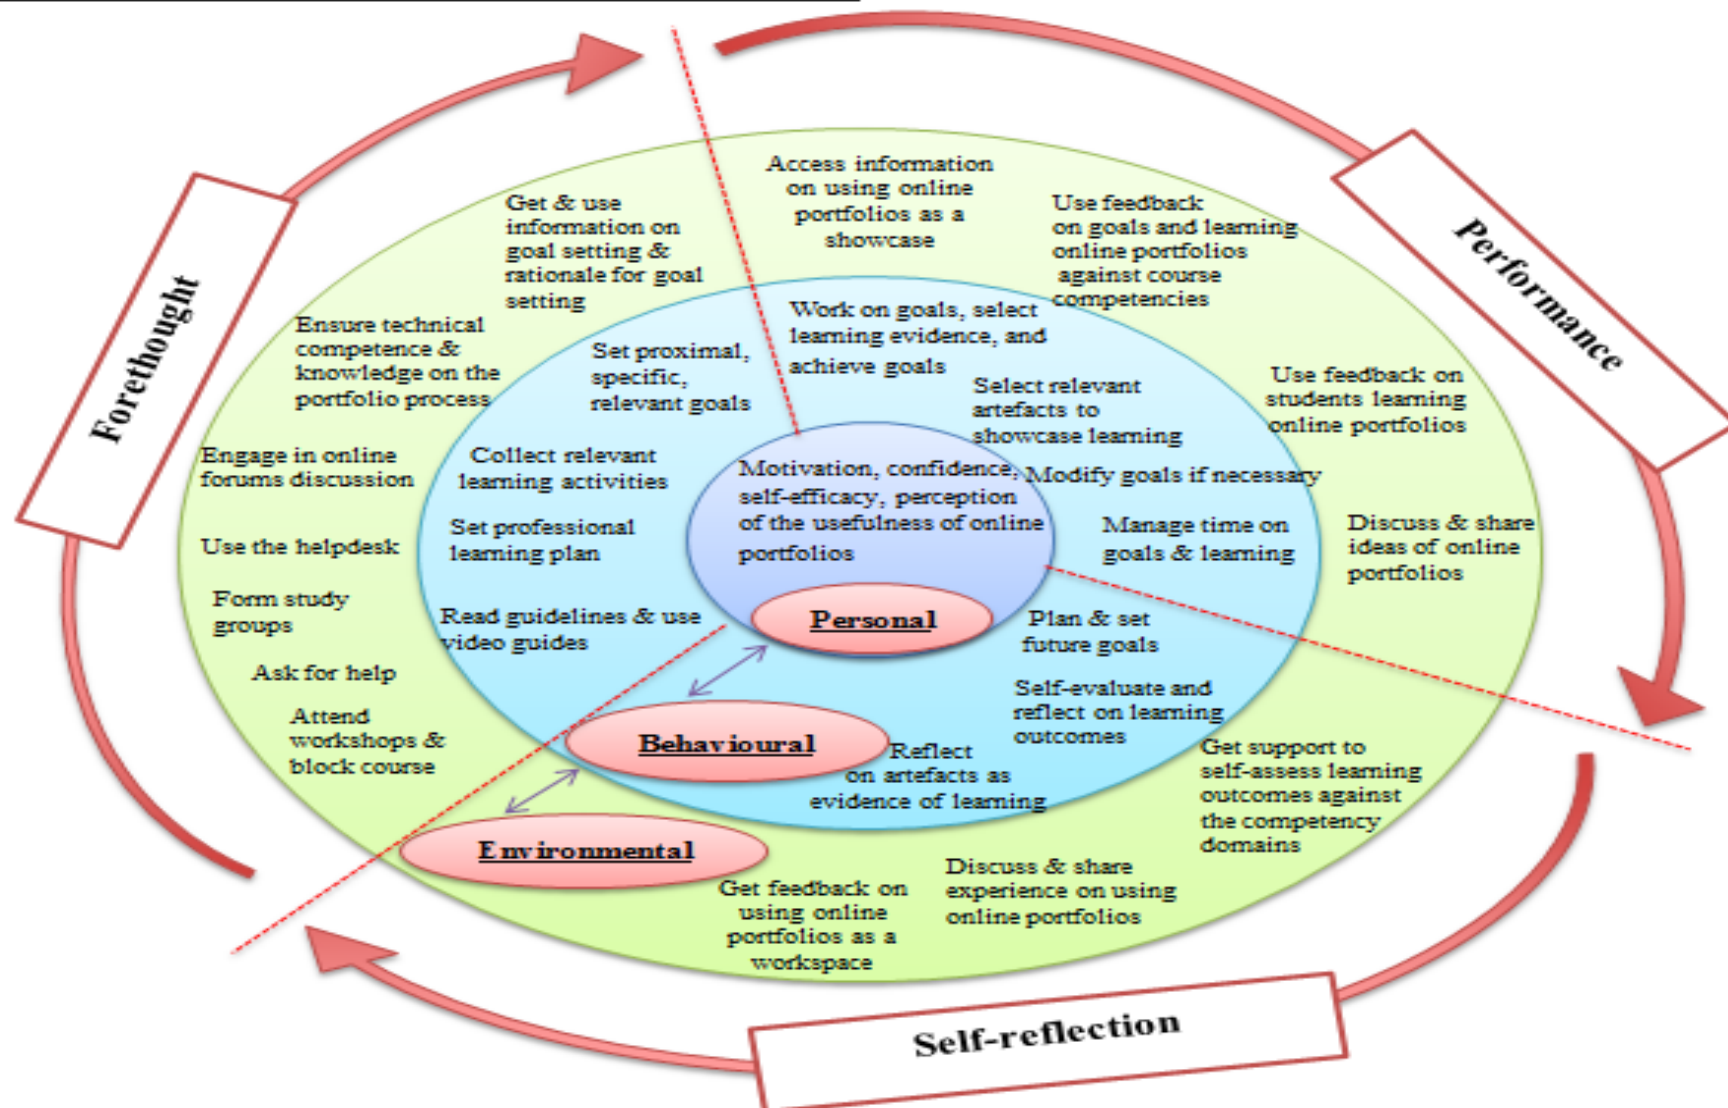 Forethought
Performance
Self-reflection
Access information
on using online
portfolios as a
showcase
Get & use
information on
goal setting &
rationale for goal
setting
Use feedback
on goals and learning
online portfolios
against course
competencies
Ensure technical
competence &
knowledge on the
portfolio process
Use feedback on
students learning
online portfolios
Engage in online
forums discussion
Use the helpdesk
Discuss & share
ideas of online
portfolios
Form study
groups
Ask for help
Attend
workshops &
block course
Get support to
self-assess learning
outcomes against
the competency
domains
Discuss & share
experience on using
online portfolios
Get feedback on
using online
portfolios as a
workspace
Work on goals, select
learning evidence, and
achieve goals
Set proximal,
specific,
relevant goals
Select relevant
artefacts to
showcase learning
Collect relevant
learning activities
Modify goals if necessary
Set professional
learning plan
Manage time on
goals & learning
Read guidelines & use
video guides
Plan & set
future goals
Self-evaluate and
reflect on learning
outcomes
Reflect
on artefacts as
evidence of learning
Motivation, confidence,
self-efficacy, perception
of the usefulness of online
portfolios
Personal
Behavioural
Environmental